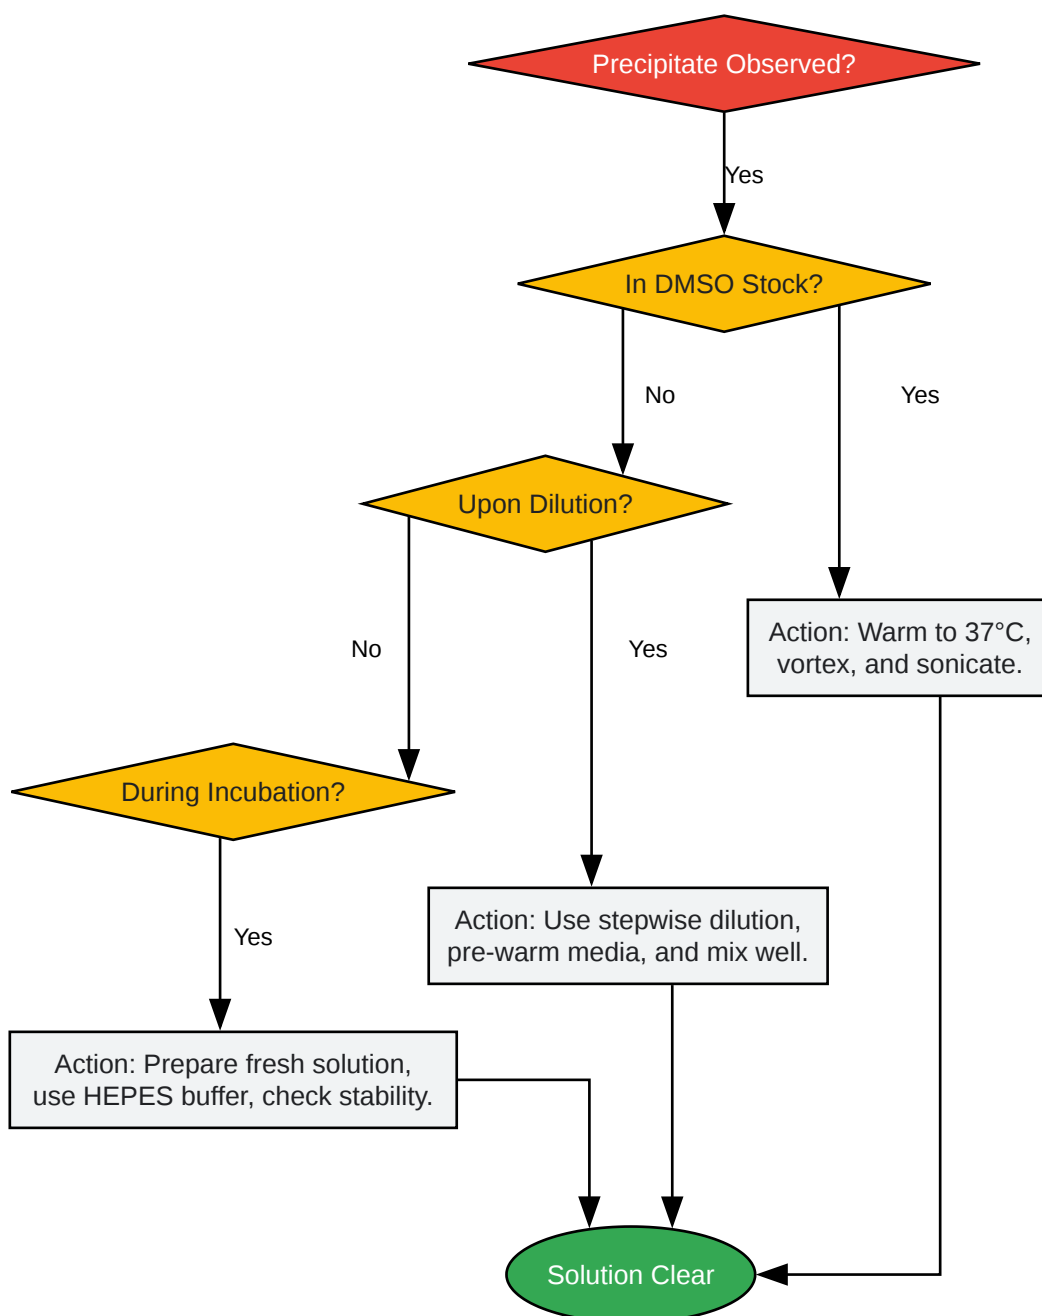 Precipitate Observed?
Yes
In DMSO Stock?
No
Yes
Upon Dilution?
Action: Warm to 37°C,
vortex, and sonicate.
No
Yes
During Incubation?
Action: Use stepwise dilution,
pre-warm media, and mix well.
Yes
Action: Prepare fresh solution,
use HEPES buffer, check stability.
Solution Clear